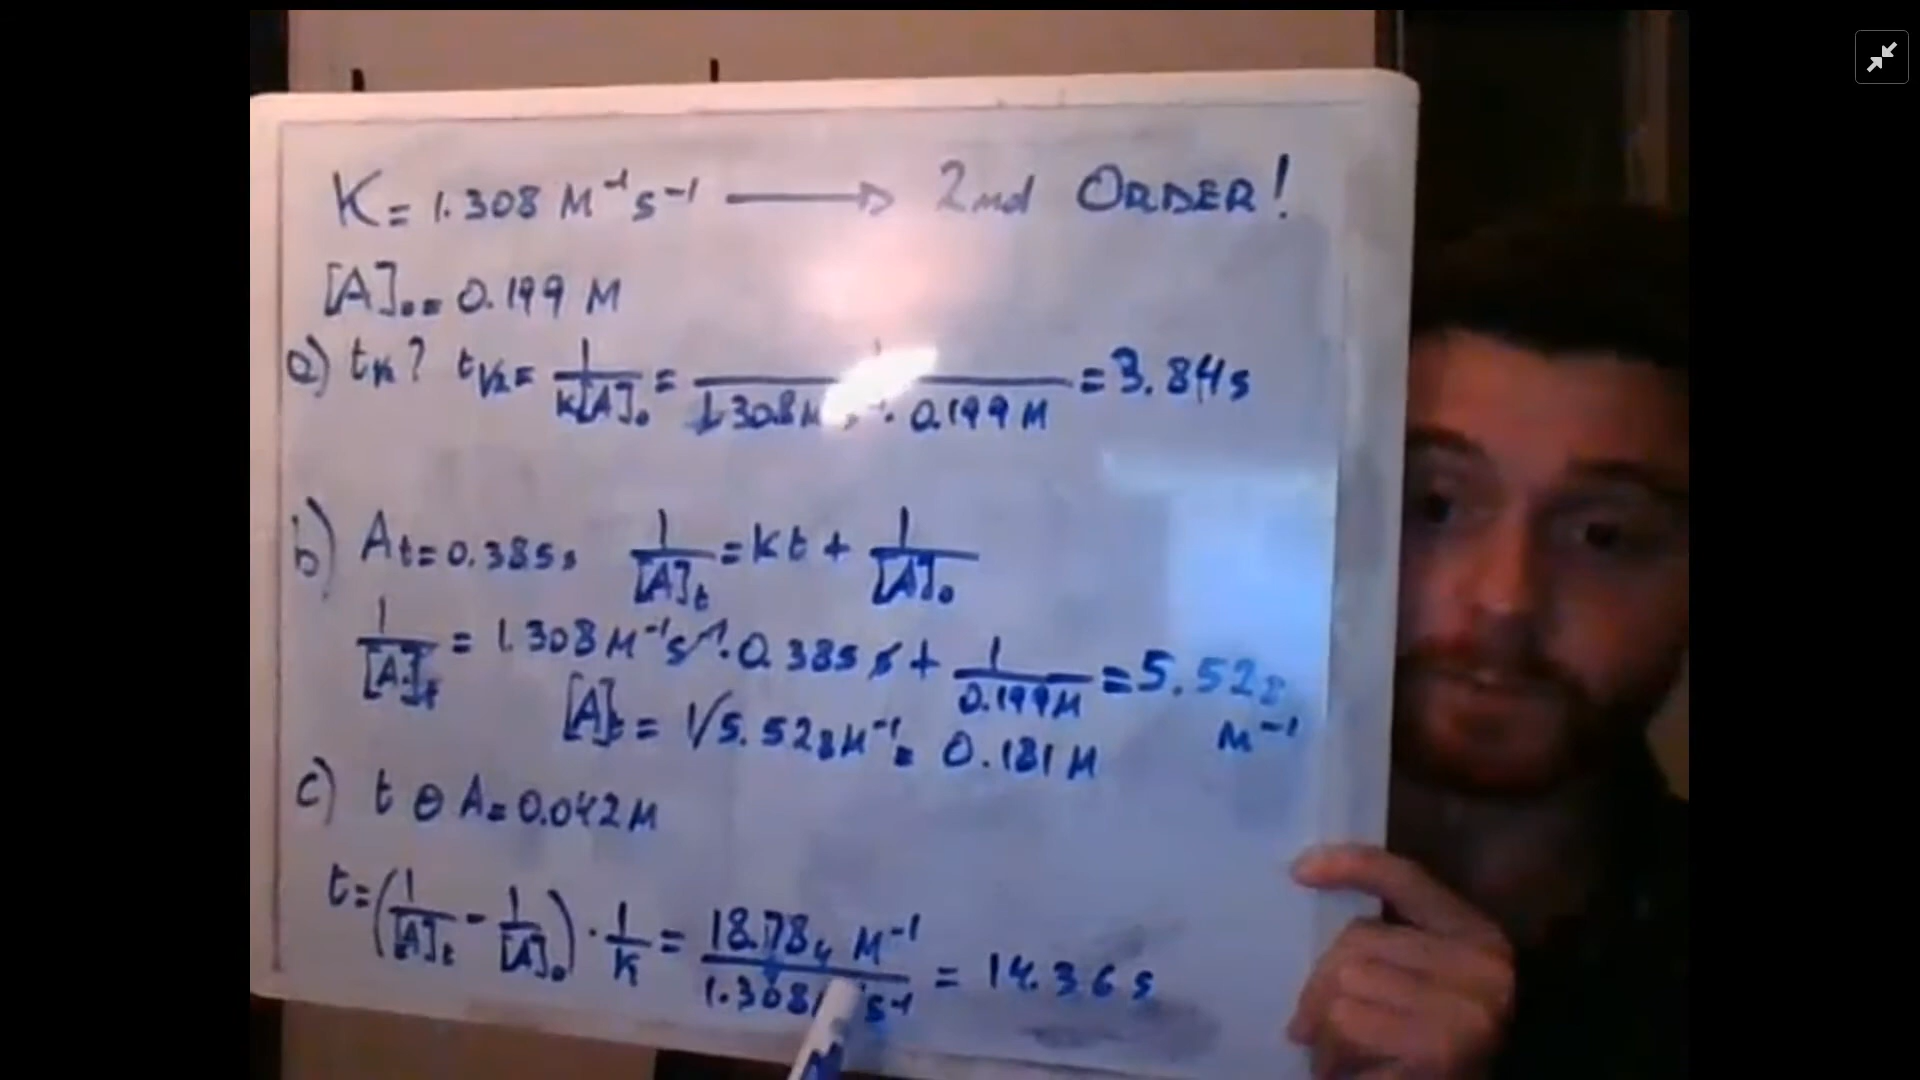 K = 1.308 M⁻¹s⁻¹ → 2nd ORDER!
[A]₀ = 0.199 M
a) t½? t½ = 1/k[A]₀ = 1.308M · 0.199 M = 3.84s
b) A t=0.385s 1/[A]t = kt + 1/[A]₀
1/[A]t = 1.308 M⁻¹s⁻¹ · 0.385 s + 1/0.199M = 5.528 M⁻¹
[A]t = 1/5.528M⁻¹ = 0.181 M
c) t @ A = 0.042 M
t = (1/[A]t - 1/[A]₀) · 1/k = 18.784 M⁻¹/1.308 s⁻¹ = 14.36 s